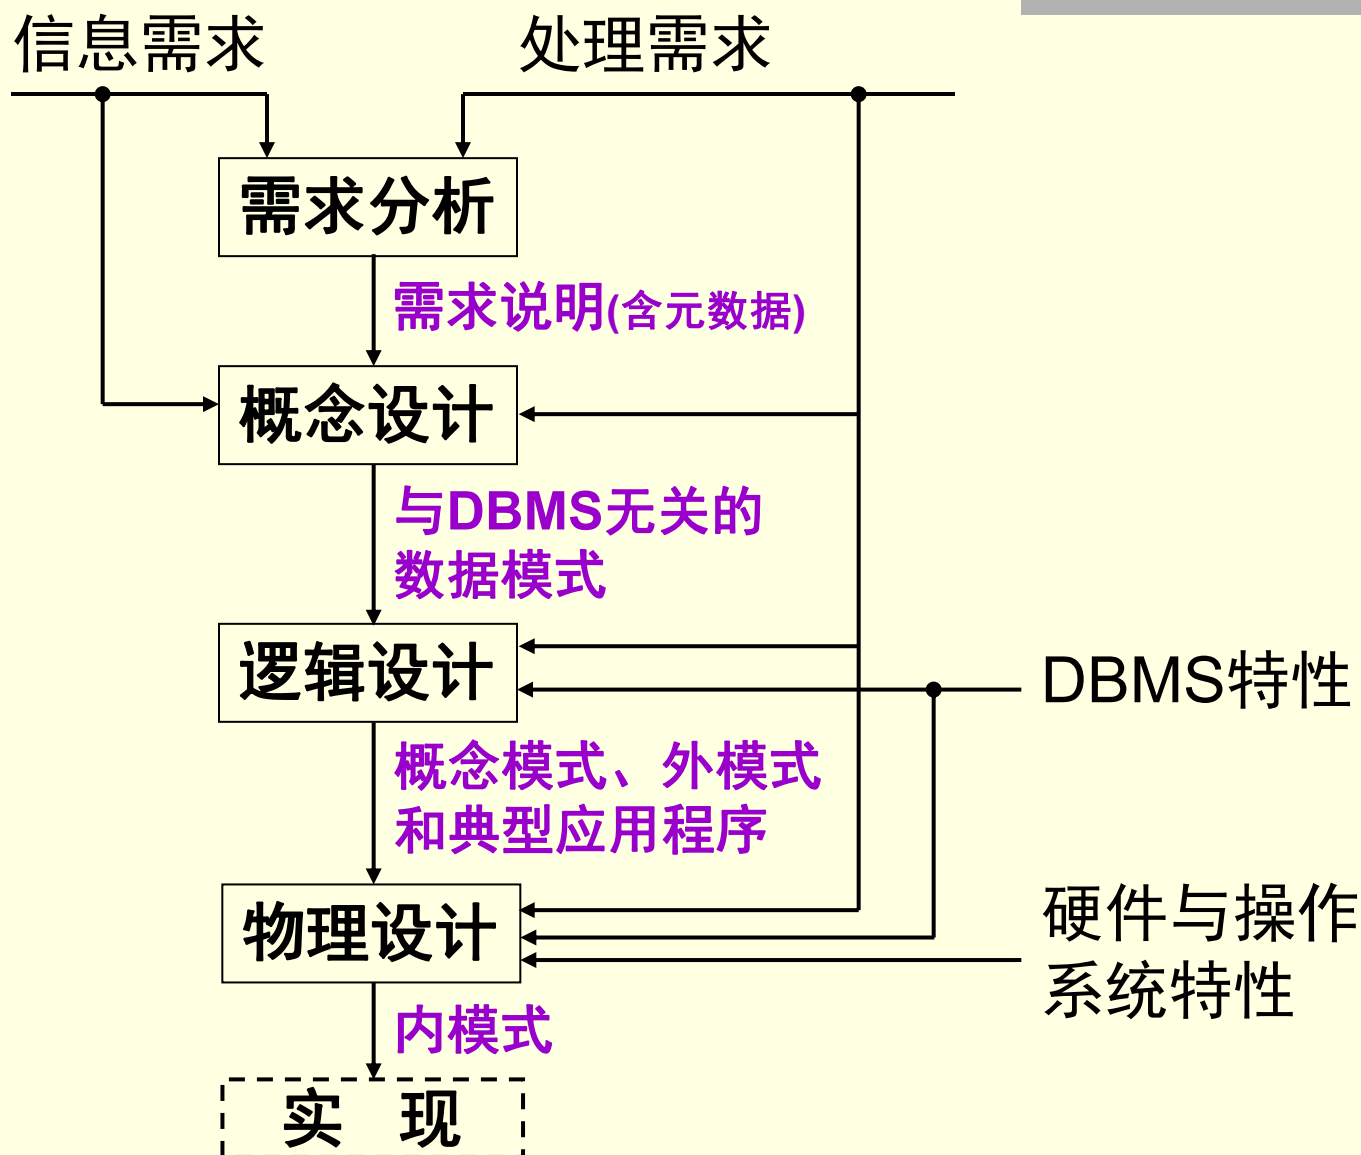 信息需求
处理需求
需求分析
需求说明(含元数据)
概念设计
与DBMS无关的
数据模式
逻辑设计
DBMS特性
概念模式、外模式
和典型应用程序
物理设计
硬件与操作
系统特性
内模式
实 现